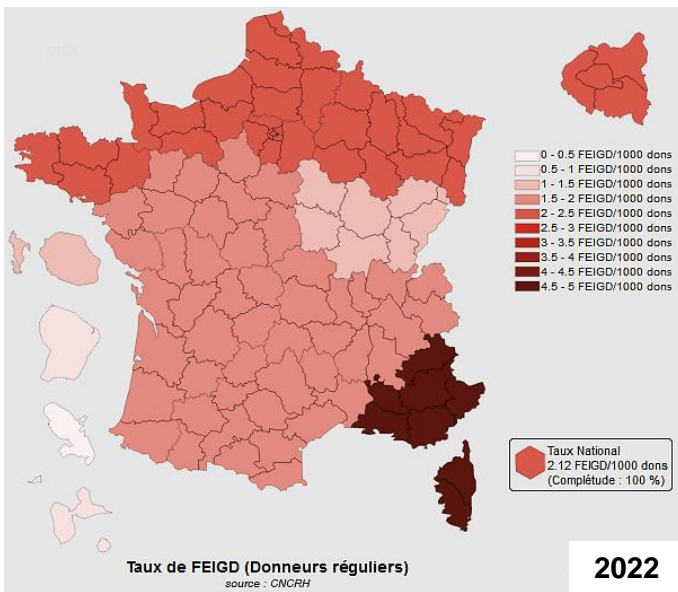 CTSA
0 - 0.5 FEIGD/1000 dons
0.5 - 1 FEIGD/1000 dons
1 - 1.5 FEIGD/1000 dons
1.5 - 2 FEIGD/1000 dons
2 - 2.5 FEIGD/1000 dons
2.5 - 3 FEIGD/1000 dons
3 - 3.5 FEIGD/1000 dons
3.5 - 4 FEIGD/1000 dons
4 - 4.5 FEIGD/1000 dons
4.5 - 5 FEIGD/1000 dons
Taux National
2.12 FEIGD/1000 dons
(Complétude : 100 %)
Taux de FEIGD (Donneurs réguliers)
source : CNCRH
2022